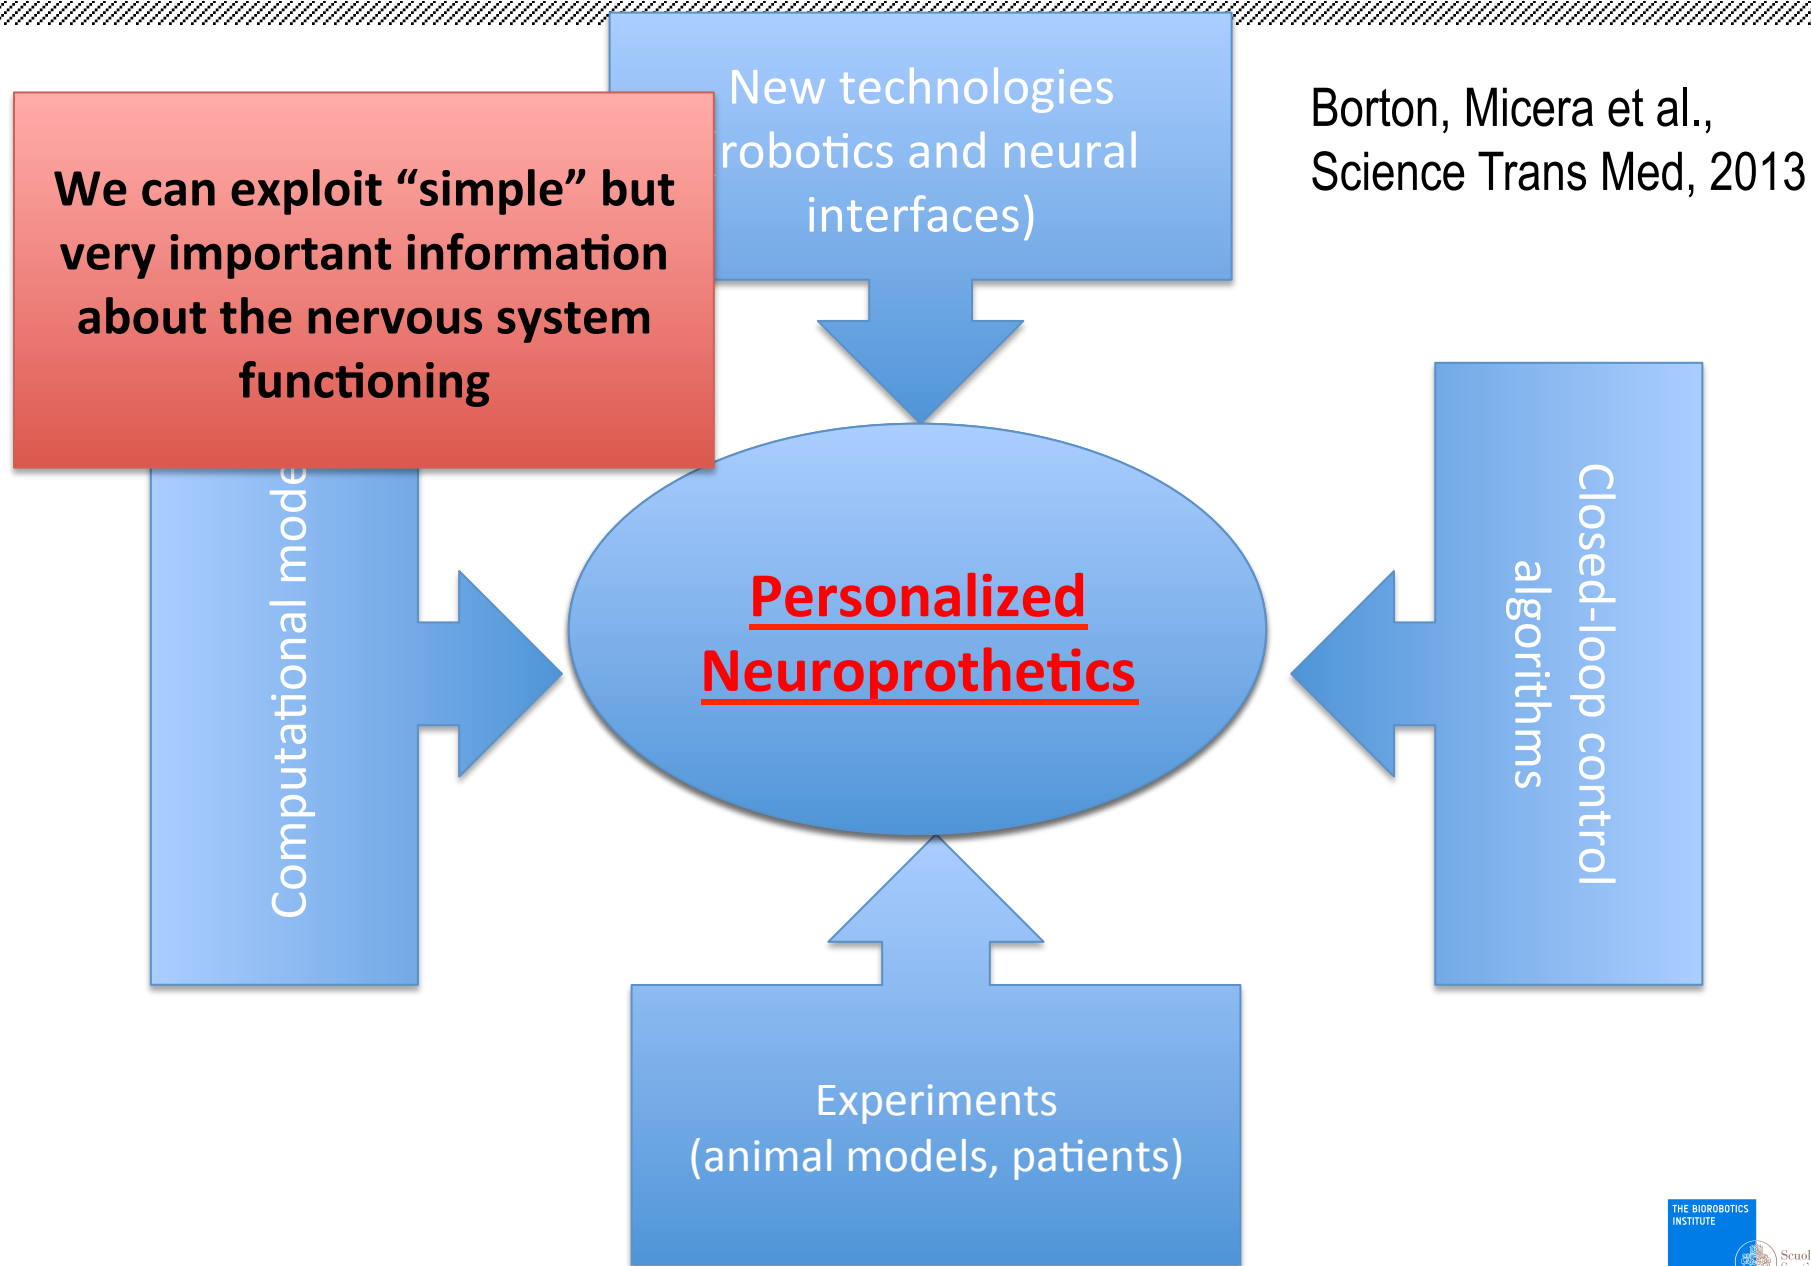 New technologies
robotics and neural
interfaces)
Borton, Micera et al.,
Science Trans Med, 2013
We can exploit “simple” but
very important information
about the nervous system
functioning
Computational mode
Personalized
Neuroprothetics
Closed-loop control
algorithms
Experiments
(animal models, patients)
THE BIOROBOTICS
INSTITUTE
Scuol